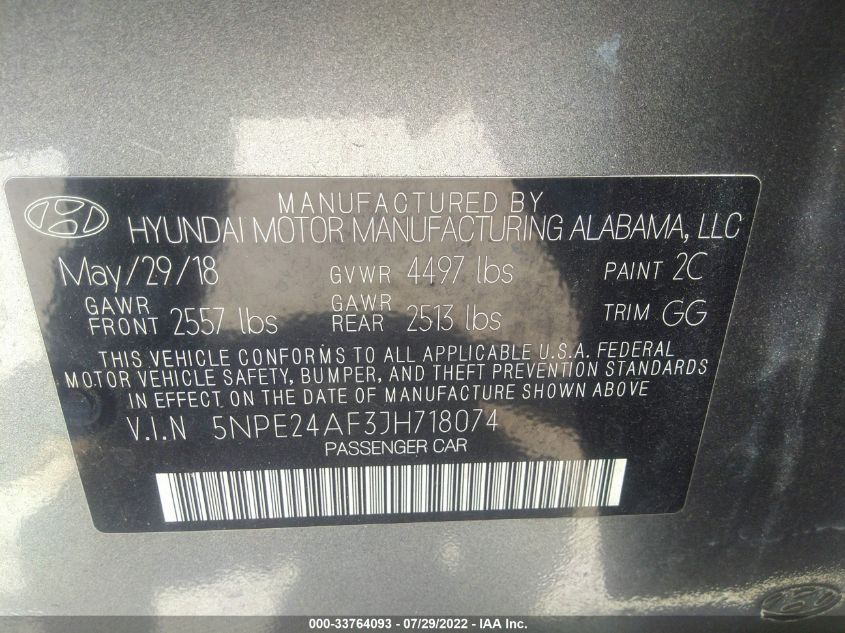 MANUFACTURED BY
HYUNDAI MOTOR MANUFACTURING ALABAMA, LLC
May/29/18 GVWR 4497 lbs PAINT 2C
GAWR FRONT 2557 lbs GAWR REAR 2513 lbs TRIM GG
THIS VEHICLE CONFORMS TO ALL APPLICABLE U.S.A. FEDERAL
MOTOR VEHICLE SAFETY, BUMPER, AND THEFT PREVENTION STANDARDS
IN EFFECT ON THE DATE OF MANUFACTURE SHOWN ABOVE
V.I.N 5NPE24AF3JH718074
PASSENGER CAR
000-33764093 - 07/29/2022 - IAA Inc.